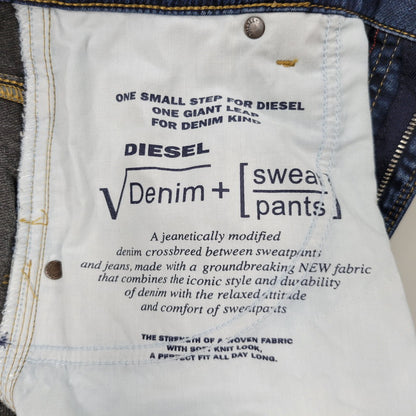 ONE SMALL STEP FOR DIESEL
ONE GIANT LEAP
FOR DENIM KIND
DIESEL
√Denim + [sweat
pants]
A jeanetically modified
denim crossbreed between sweatpants
and jeans, made with a groundbreaking NEW fabric
that combines the iconic style and durability
of denim with the relaxed attitude
and comfort of sweatpants
THE STRENGTH OF A WOVEN FABRIC
WITH SOFT KNIT LOOK,
A PERFECT FIT ALL DAY LONG.